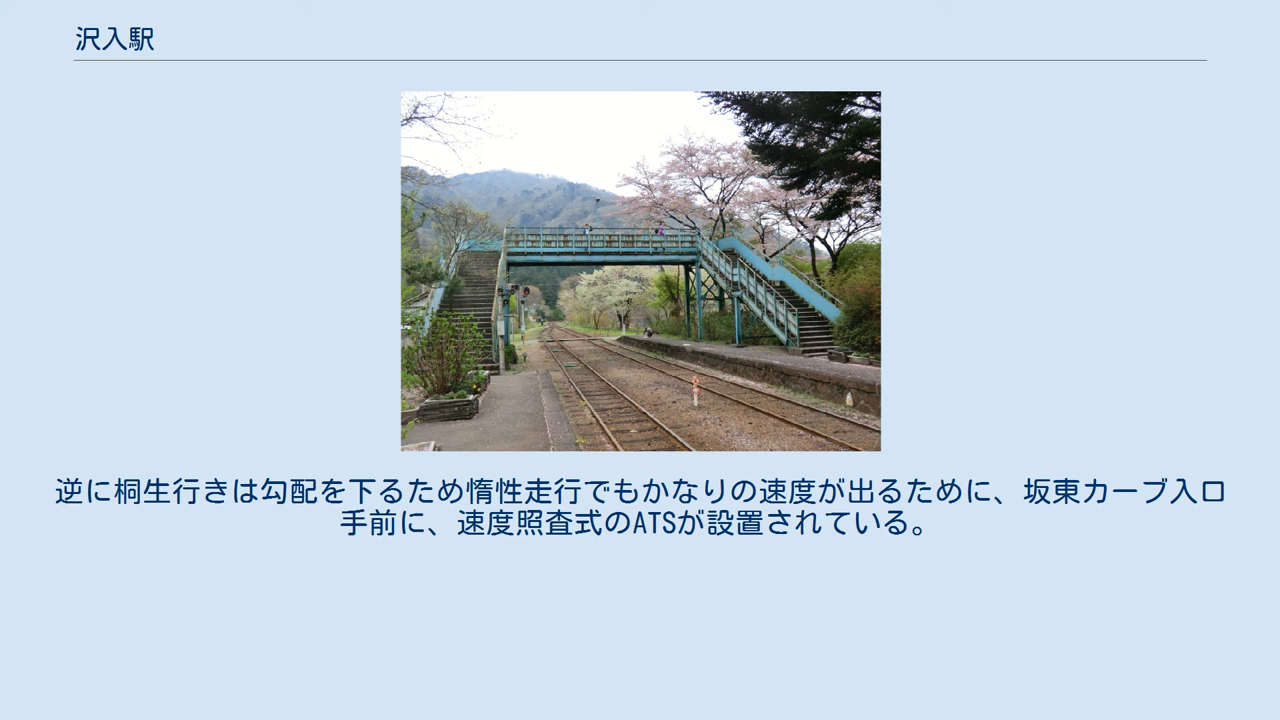 沢入駅
逆に桐生行きは勾配を下るため惰性走行でもかなりの速度が出るために、坂東カーブ入口
手前に、速度照査式のATSが設置されている。